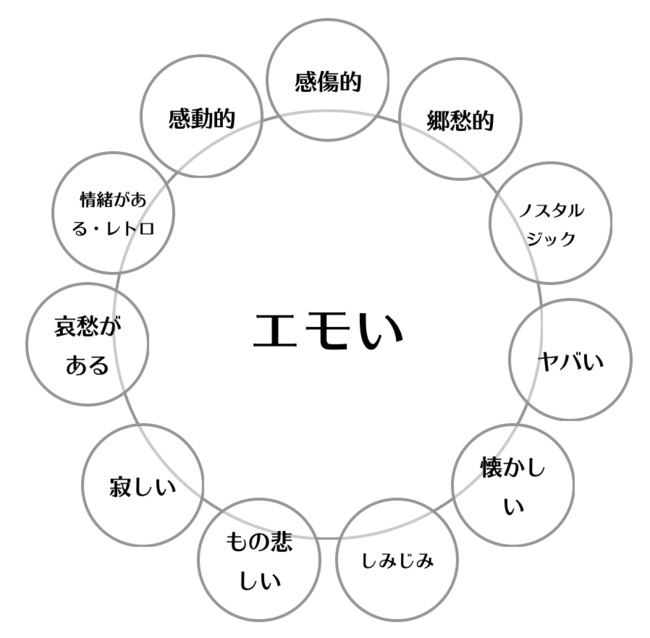 感傷的
郷愁的
ノスタル
ジック
ヤバい
懐かし
い
しみじみ
もの悲
しい
寂しい
哀愁が
ある
情緒があ
る・レトロ
感動的
エモい